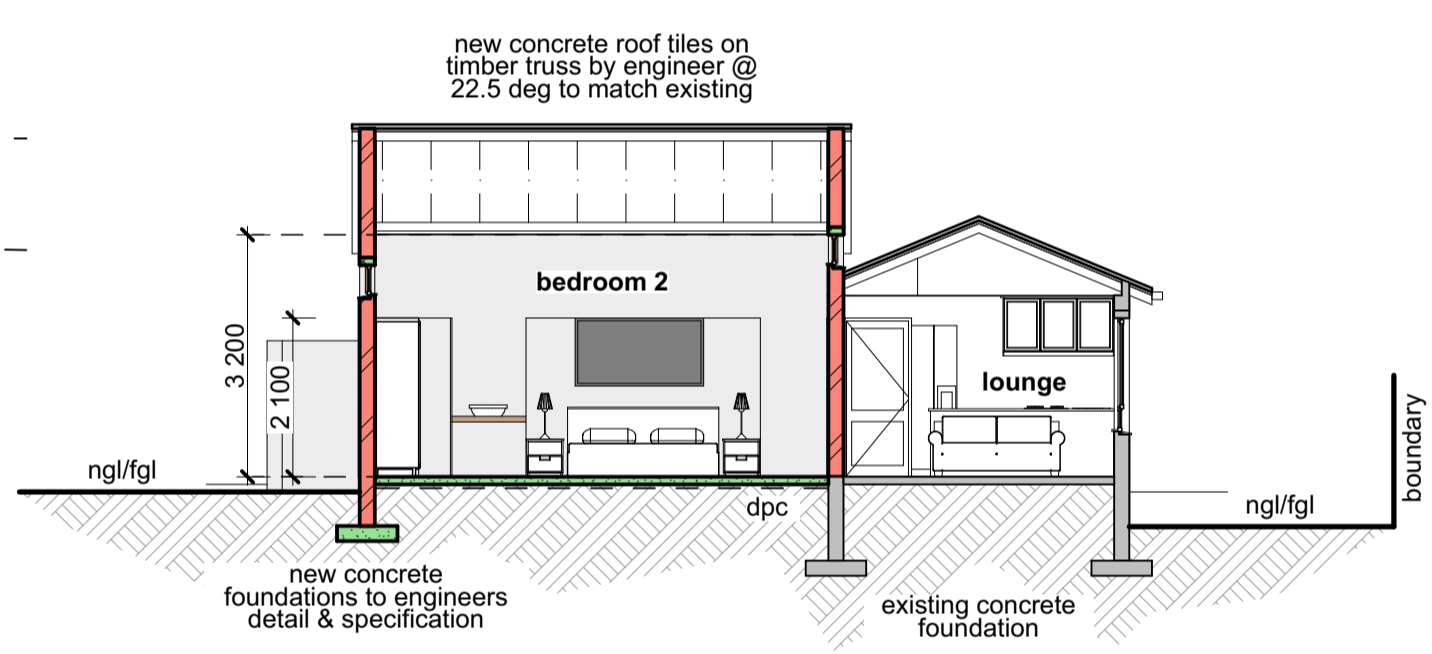 new concrete roof tiles on
timber truss by engineer @
22.5 deg to match existing
bedroom 2
3 200
2 100
lounge
boundary
ngl/fgl
ngl/fgl
dpc
new concrete
foundations to engineers
detail & specification
existing concrete
foundation